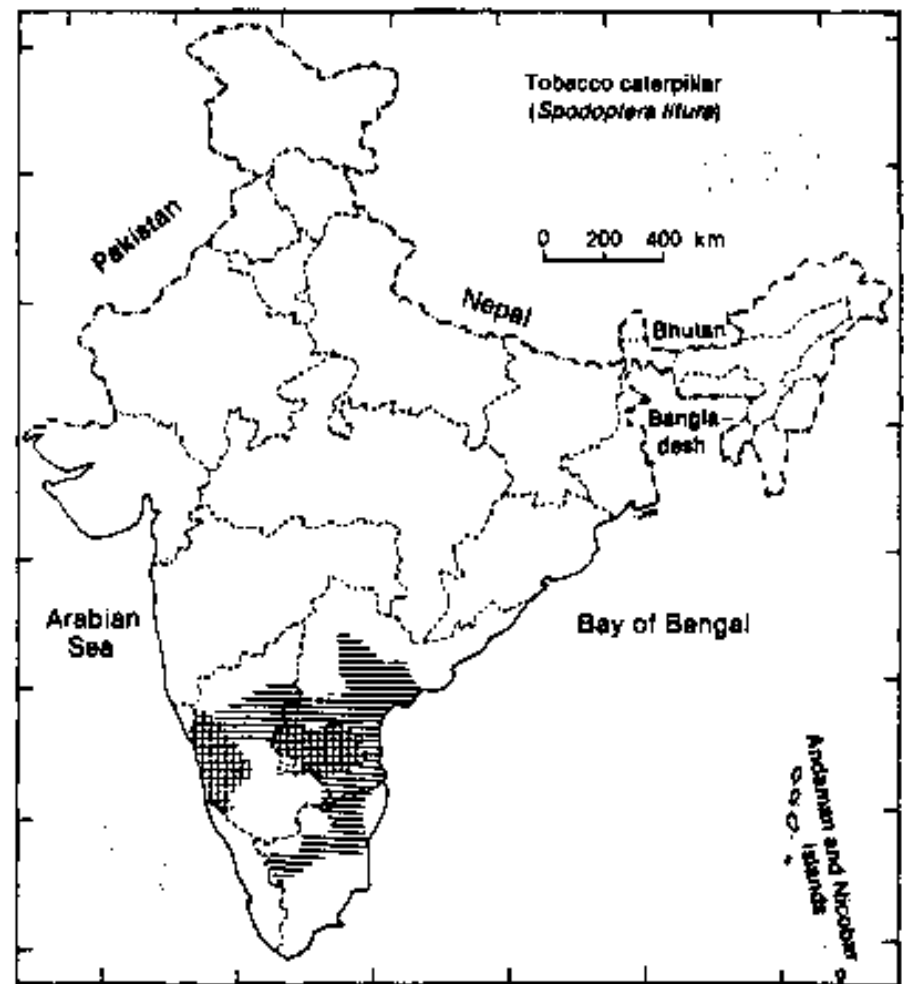 Tobacco caterpillar
(Spodoptera litura)
Pakistan
0 200 400 km
Nepal
Bhutan
Bangla-
desh
Arabian
Sea
Bay of Bengal
Andaman and Nicobar
Islands